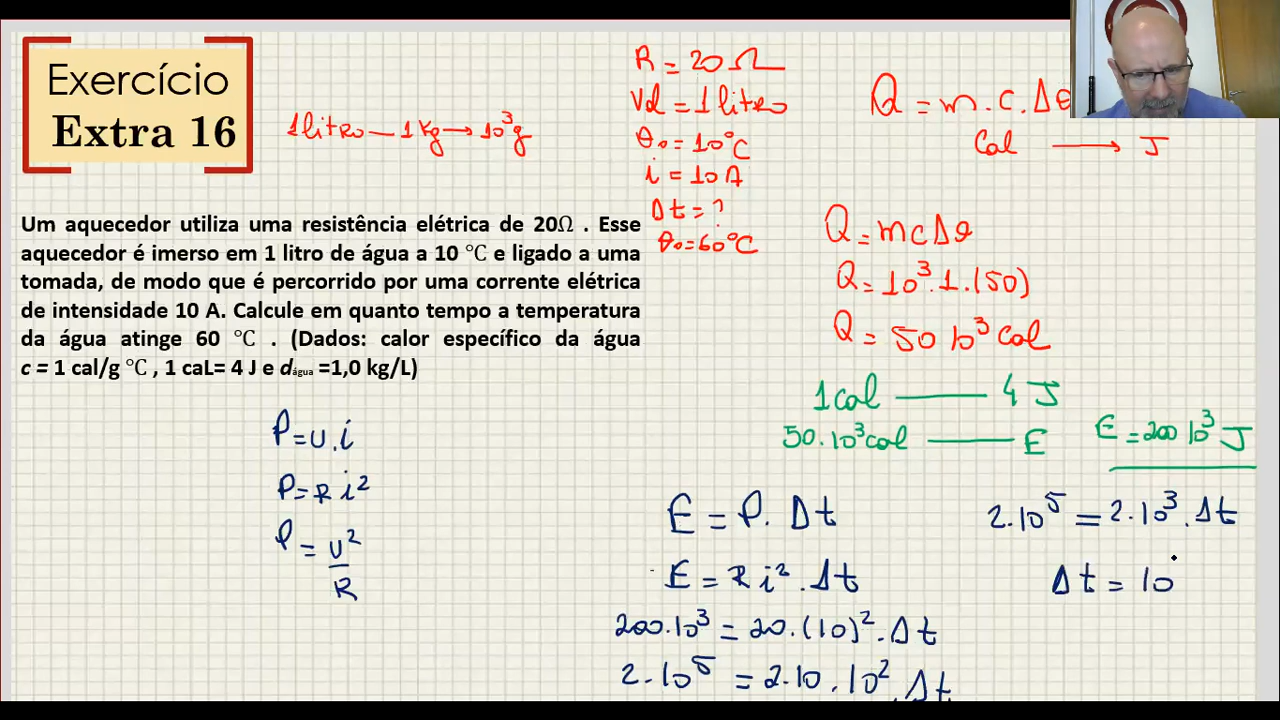 Exercício
Extra 16
1 litro — 1 Kg → 10³g
R = 20 Ω
Vol = 1 litro
θ₀ = 10°C
i = 10 A
Δt = ?
θ₀ = 60°C
Q = m . c . Δθ
Cal → J
Um aquecedor utiliza uma resistência elétrica de 20Ω . Esse
aquecedor é imerso em 1 litro de água a 10 °C e ligado a uma
tomada, de modo que é percorrido por uma corrente elétrica
de intensidade 10 A. Calcule em quanto tempo a temperatura
da água atinge 60 °C . (Dados: calor específico da água
c = 1 cal/g °C , 1 caL= 4 J e dágua =1,0 kg/L)
Q = m c Δθ
Q = 10³ . 1 . (50)
Q = 50 10³ cal
1 cal —— 4 J
50 . 10³ cal —— E
E = 200 10³ J
P = U . i
P = R i²
P = U²/R
E = P . Δt
E = R i² . Δt
200 . 10³ = 20 . (10)² . Δt
2 . 10⁵ = 2 . 10 . 10² . Δt
2 . 10⁵ = 2 . 10³ . Δt
Δt = 10